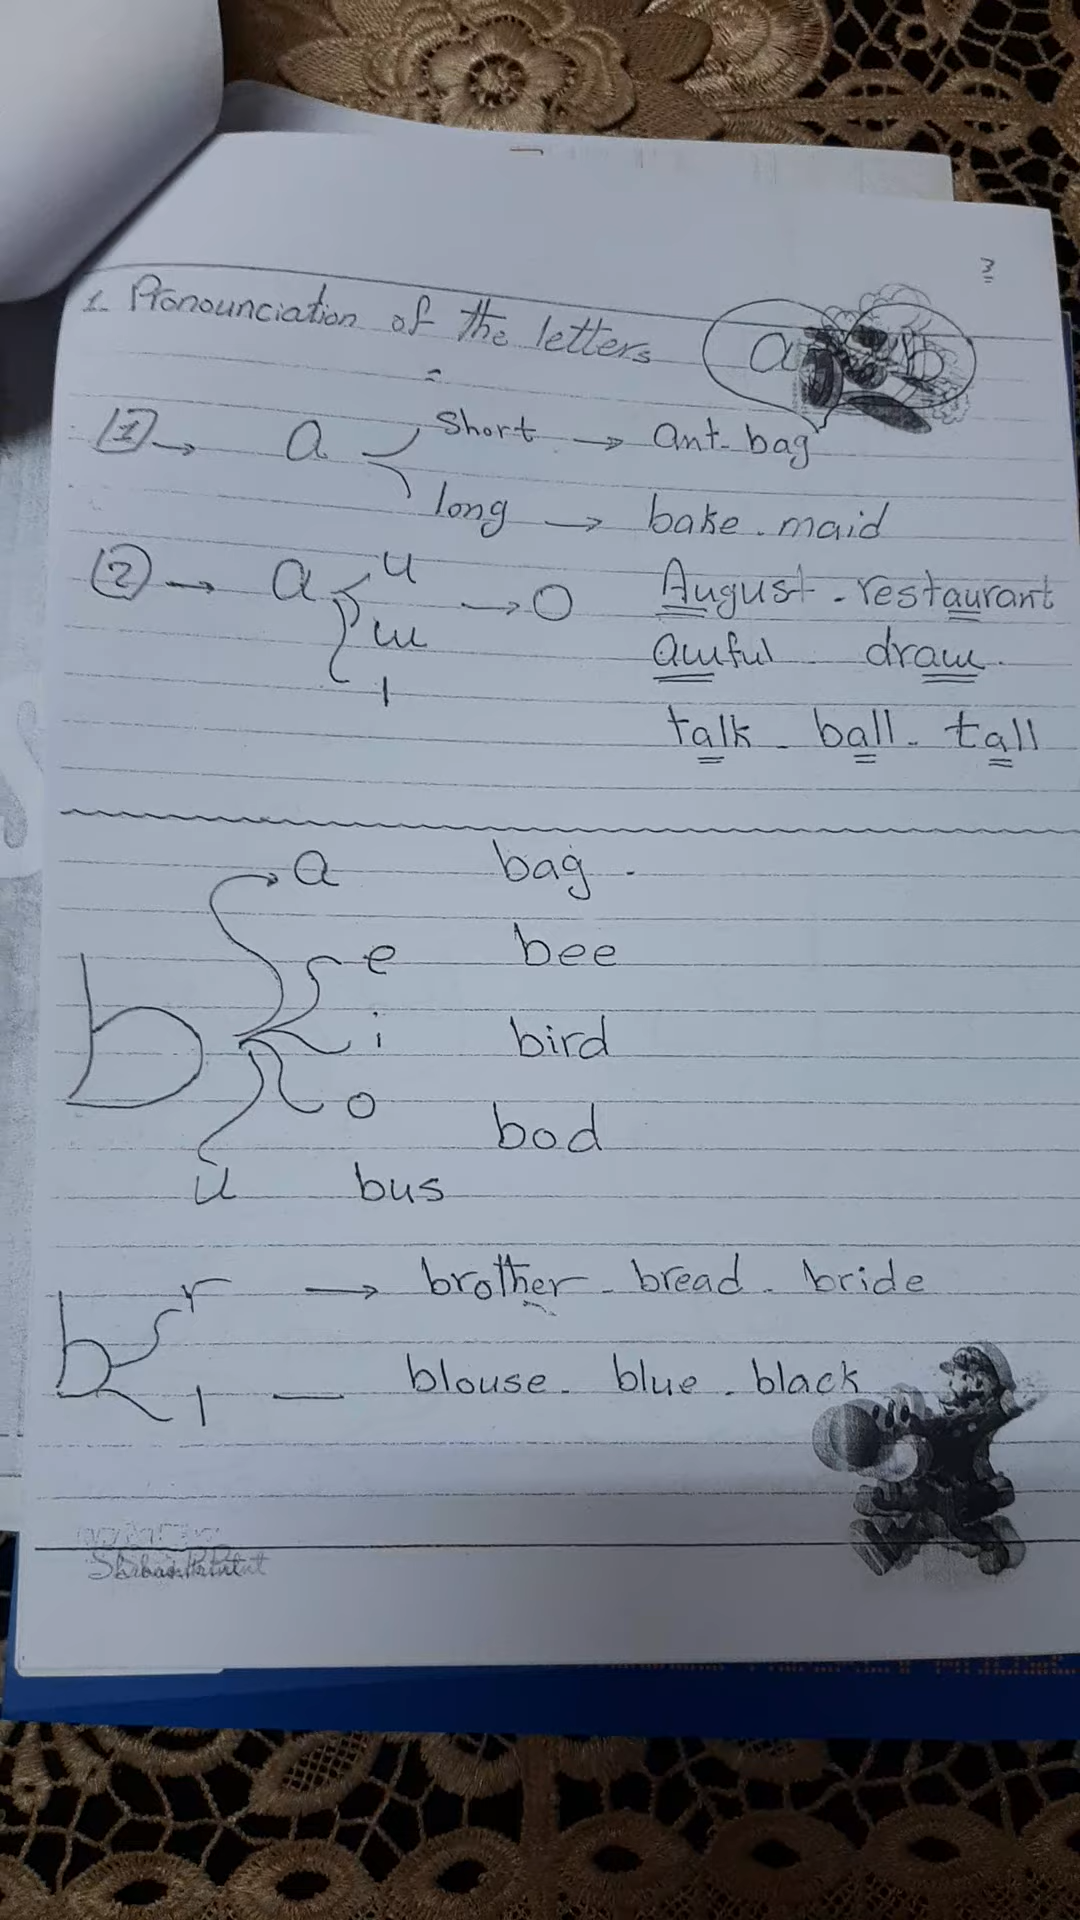 3
1. Pronounciation of the letters
a b
1 → a short → ant - bag
long → bake . maid
2 → a u → o August - restaurant
w awful draw.
l talk - ball - tall
a bag .
e bee
b i bird
o bod
u bus
b r → brother - bread - bride
l — blouse - blue . black